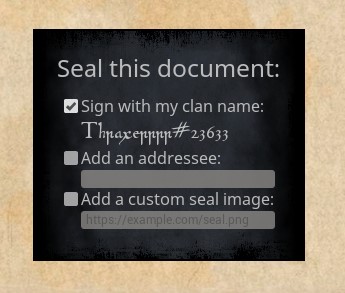 Seal this document:
Sign with my clan name:
Thraxerrrr#23633
Add an addressee:
Add a custom seal image:
https://example.com/seal.png